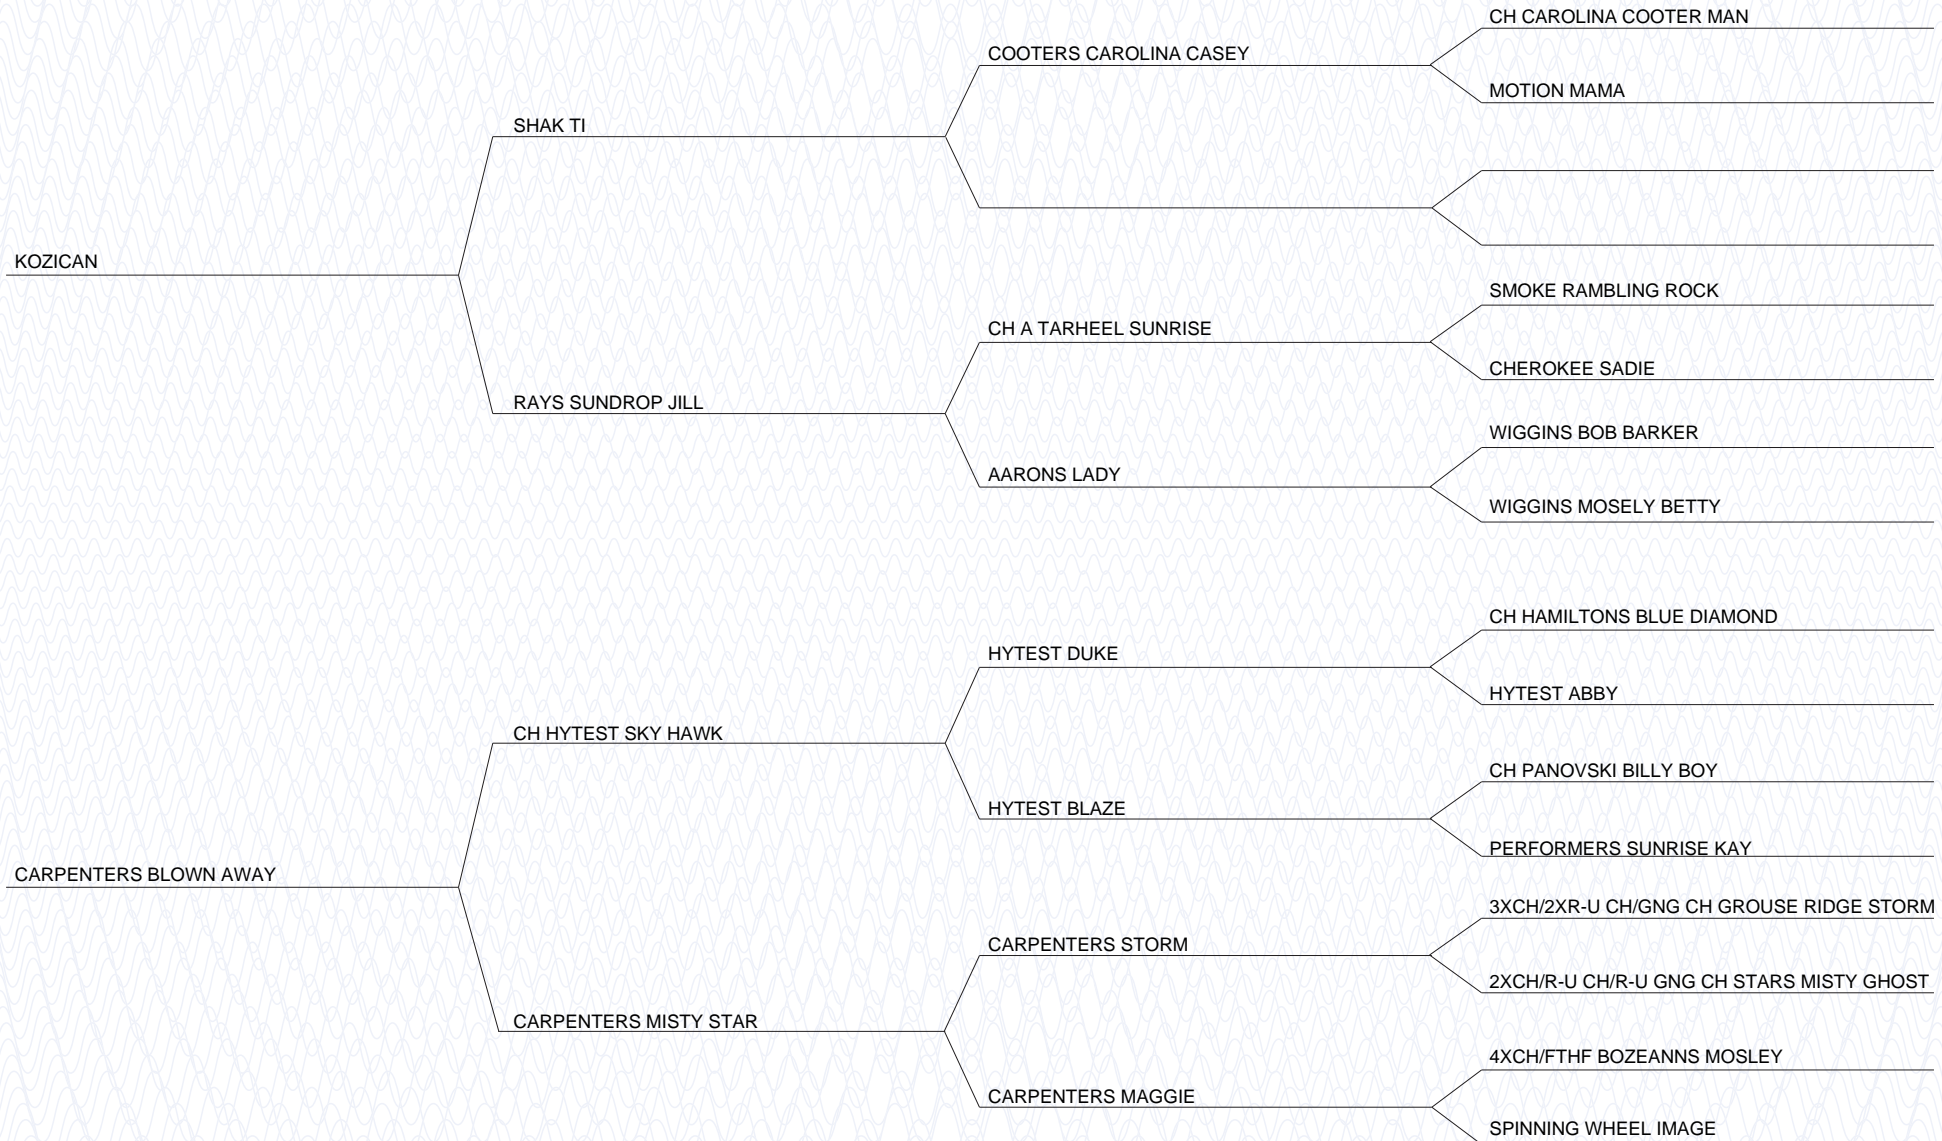 CH CAROLINA COOTER MAN
COOTERS CAROLINA CASEY
MOTION MAMA
SHAK TI
KOZICAN
SMOKE RAMBLING ROCK
CH A TARHEEL SUNRISE
CHEROKEE SADIE
RAYS SUNDROP JILL
WIGGINS BOB BARKER
AARONS LADY
WIGGINS MOSELY BETTY
CH HAMILTONS BLUE DIAMOND
HYTEST DUKE
HYTEST ABBY
CH HYTEST SKY HAWK
CH PANOVSKI BILLY BOY
HYTEST BLAZE
PERFORMERS SUNRISE KAY
CARPENTERS BLOWN AWAY
3XCH/2XR-U CH/GNG CH GROUSE RIDGE STORM
CARPENTERS STORM
2XCH/R-U CH/R-U GNG CH STARS MISTY GHOST
CARPENTERS MISTY STAR
4XCH/FTHF BOZEANNS MOSLEY
CARPENTERS MAGGIE
SPINNING WHEEL IMAGE